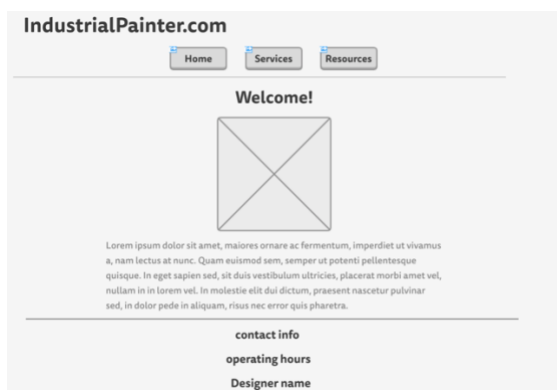 IndustrialPainter.com
Home Services Resources
Welcome!
Lorem ipsum dolor sit amet, maiores ornare ac fermentum, imperdiet ut vivamus
a, nam lectus at nunc. Quam euismod sem, semper ut potenti pellentesque
quisque. In eget sapien sed, sit duis vestibulum ultricies, placerat morbi amet vel,
nullam in in lorem vel. In molestie elit dui dictum, praesent nascetur pulvinar
sed, in dolor pede in aliquam, risus nec error quis pharetra.
contact info
operating hours
Designer name